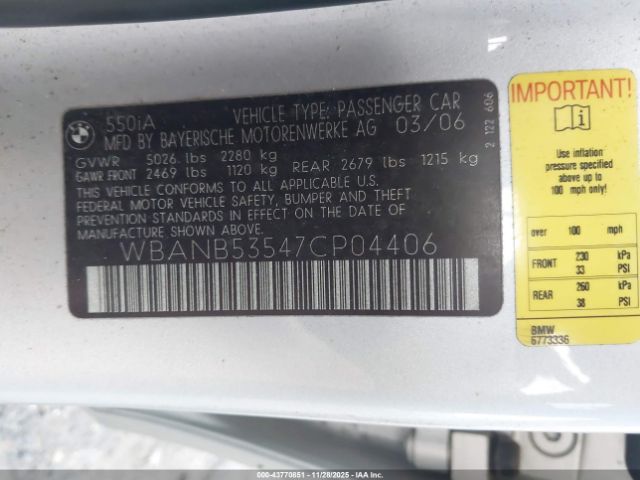 550iA VEHICLE TYPE: PASSENGER CAR
MFD BY BAYERISCHE MOTORENWERKE AG 03/06
GVWR 5026 lbs 2280 kg
GAWR FRONT 2469 lbs 1120 kg REAR 2679 lbs 1215 kg
THIS VEHICLE CONFORMS TO ALL APPLICABLE U.S.
FEDERAL MOTOR VEHICLE SAFETY, BUMPER AND THEFT
PREVENTION STANDARDS IN EFFECT ON THE DATE OF
MANUFACTURE SHOWN ABOVE.
WBANB53547CP04406
2 122 606
IMPORTANT!
Use inflation
pressure specified
above up to
100 mph only!
over 100 mph
FRONT 230 kPa
33 PSI
REAR 260 kPa
38 PSI
BMW
6773336
000-43770851 | 11/28/2025 | IAA Inc.